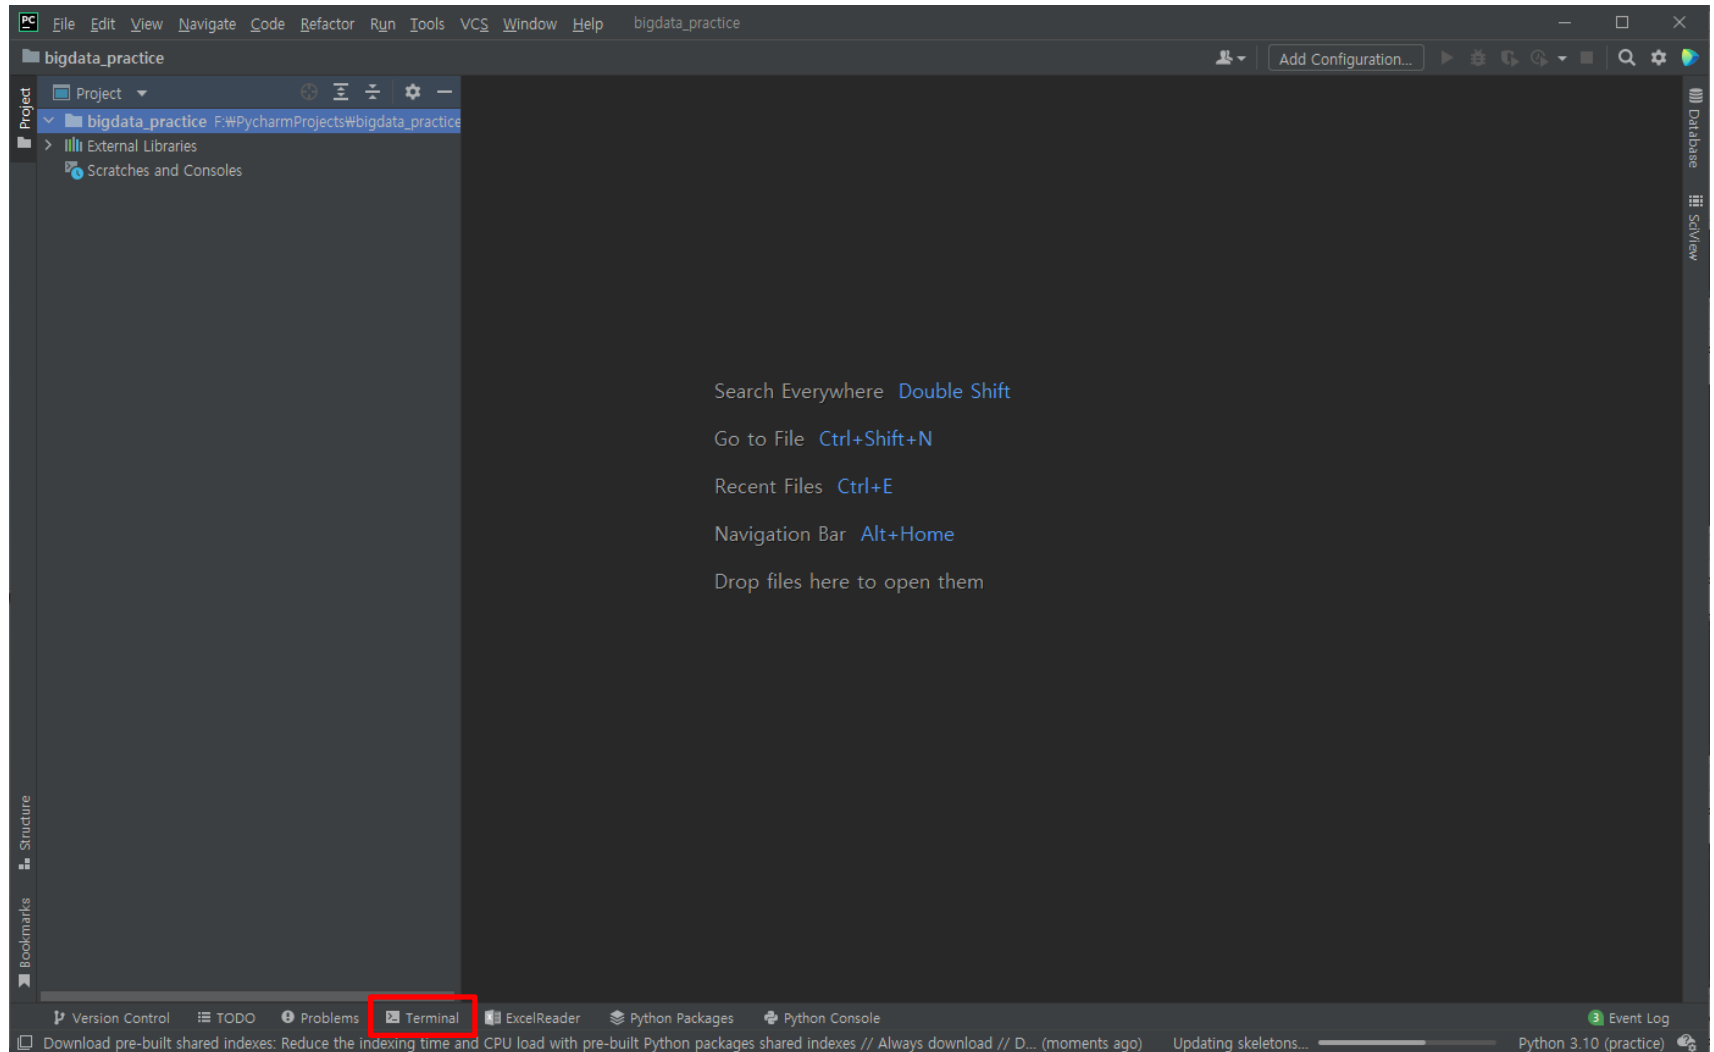 PC File Edit View Navigate Code Refactor Run Tools VCS Window Help bigdata_practice
bigdata_practice Add Configuration...
Project
Project
bigdata_practice F:₩PycharmProjects₩bigdata_practice
External Libraries
Scratches and Consoles
Database
SciView
Search Everywhere Double Shift
Go to File Ctrl+Shift+N
Recent Files Ctrl+E
Navigation Bar Alt+Home
Drop files here to open them
Structure
Bookmarks
Version Control TODO Problems Terminal ExcelReader Python Packages Python Console 3 Event Log
Download pre-built shared indexes: Reduce the indexing time and CPU load with pre-built Python packages shared indexes // Always download // D... (moments ago) Updating skeletons... Python 3.10 (practice)